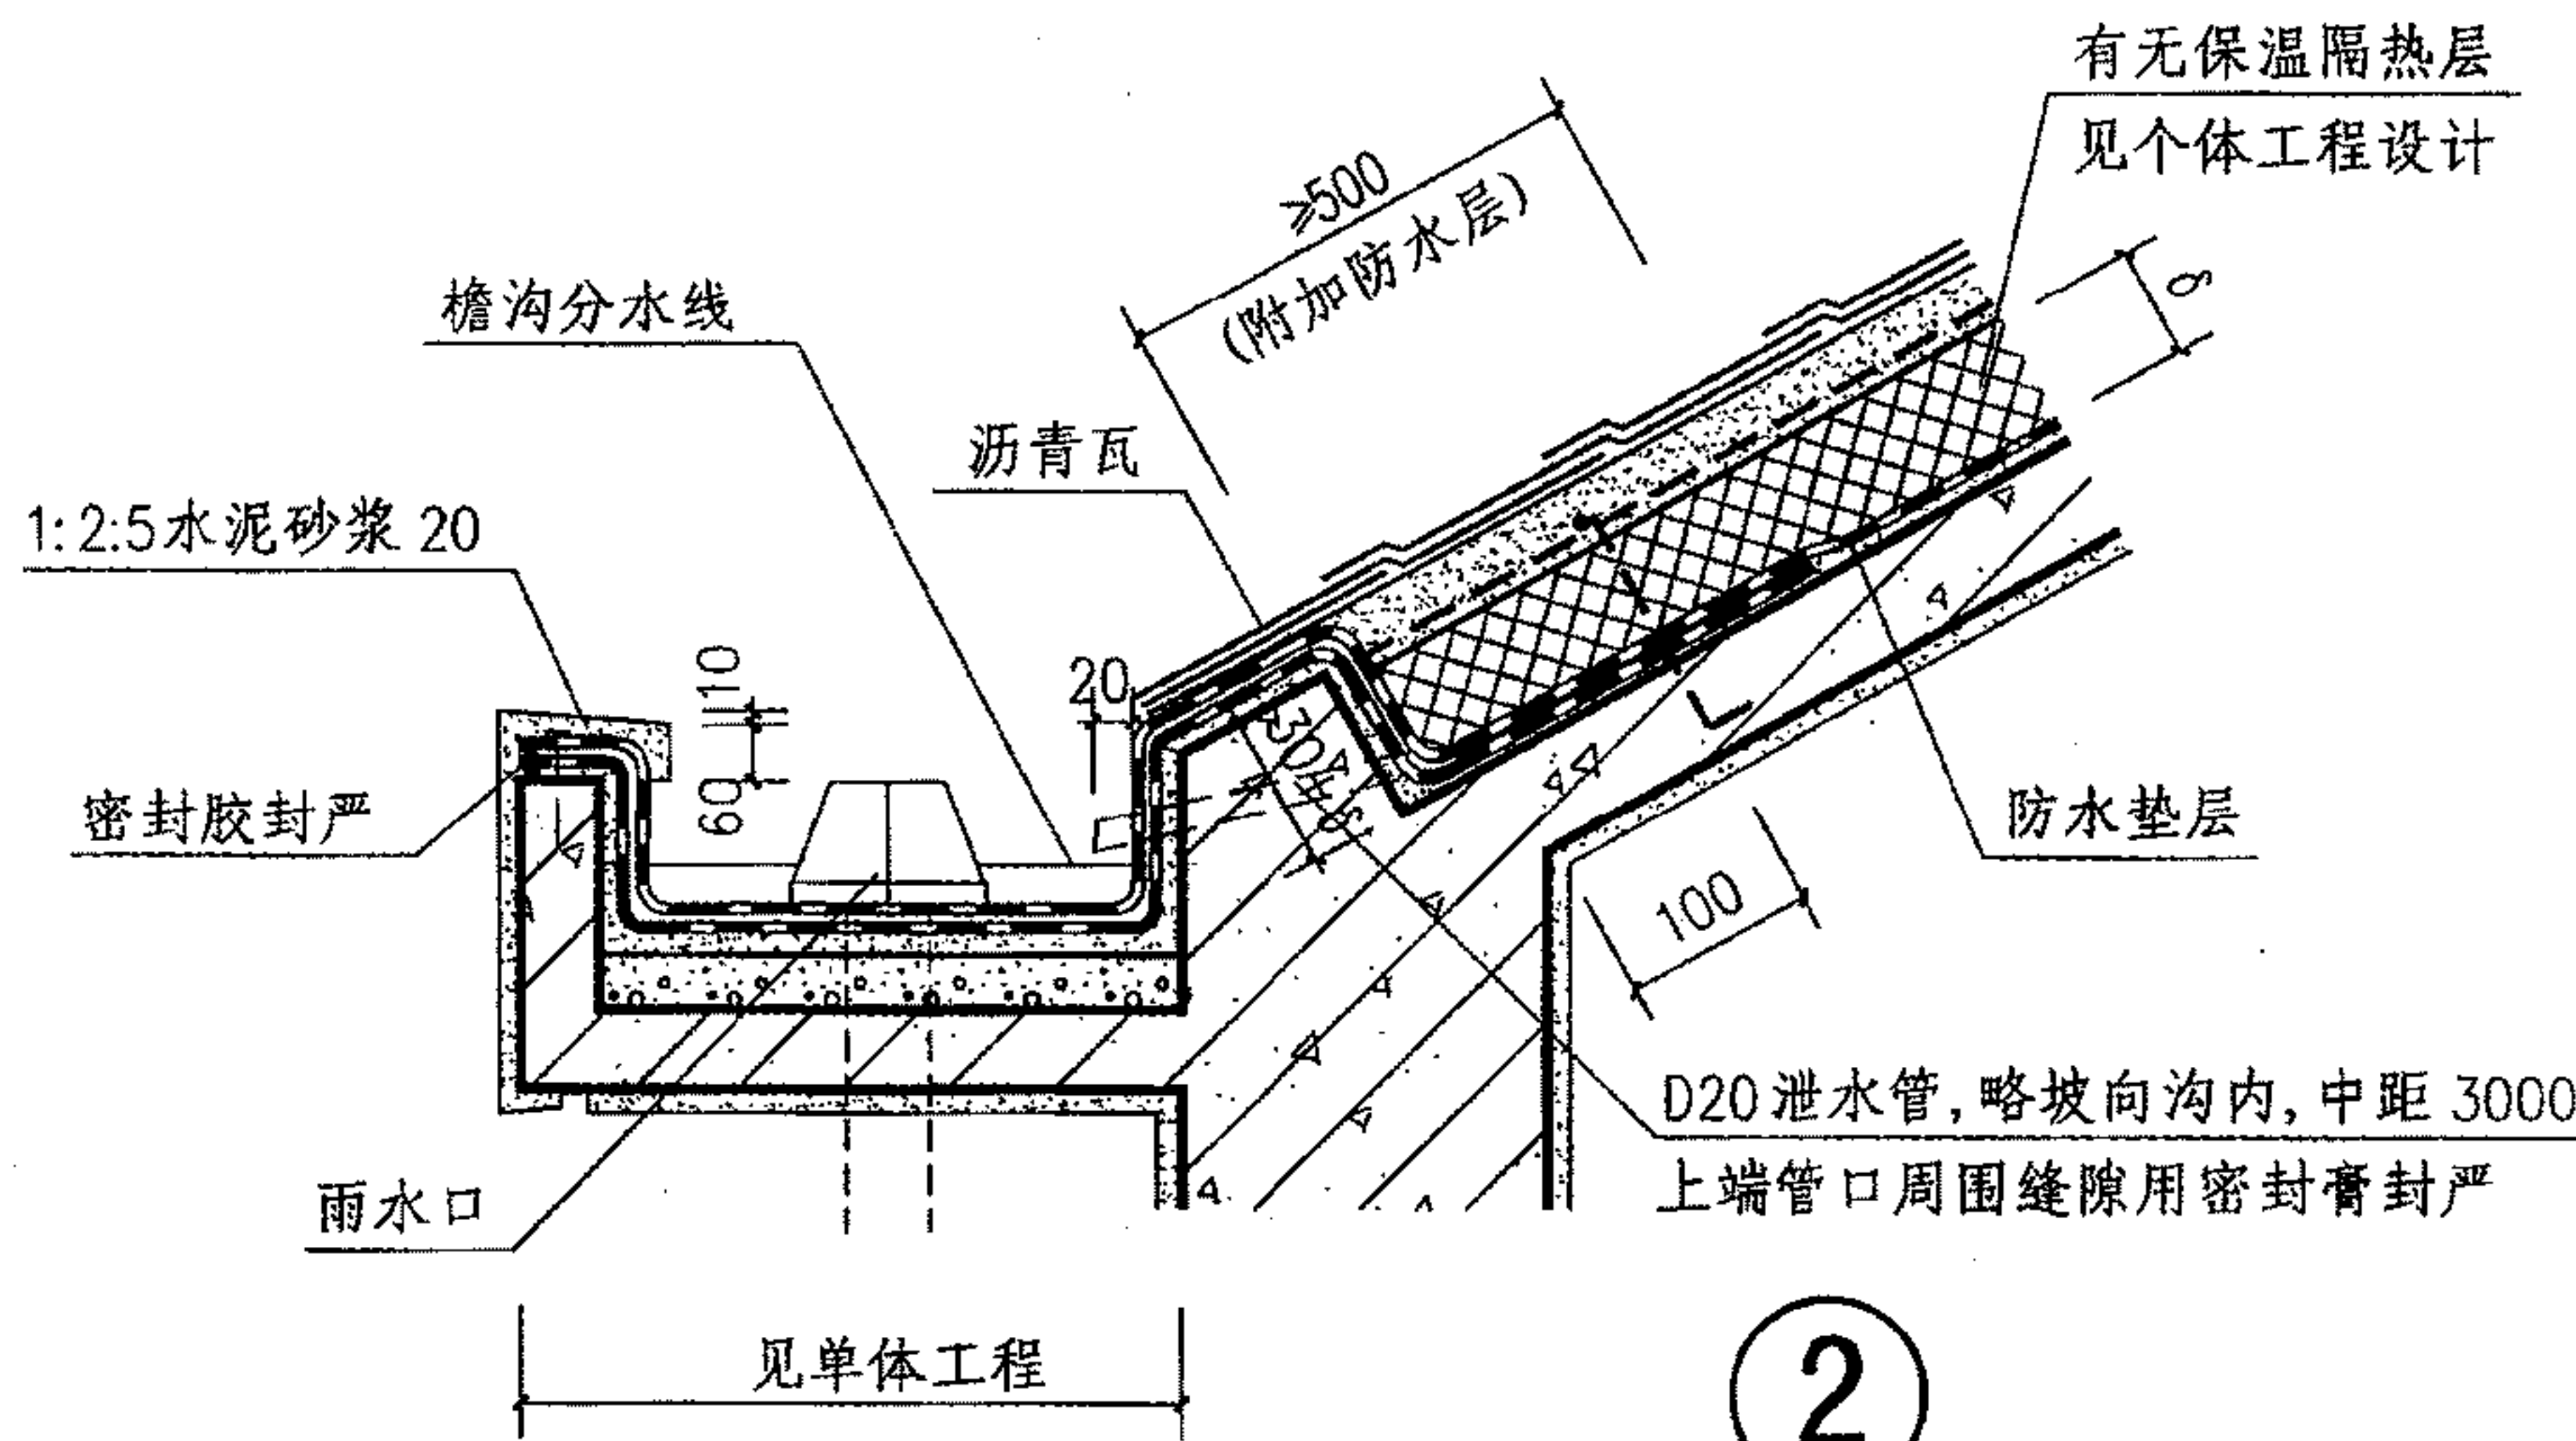 有无保温隔热层
见个体工程设计
≥500
(附加防水层)
δ
檐沟分水线
沥青瓦
1:2:5水泥砂浆 20
10
60
20
30+δ
密封胶封严
防水垫层
100
D20泄水管,略坡向沟内,中距 3000
上端管口周围缝隙用密封膏封严
雨水口
见单体工程
2